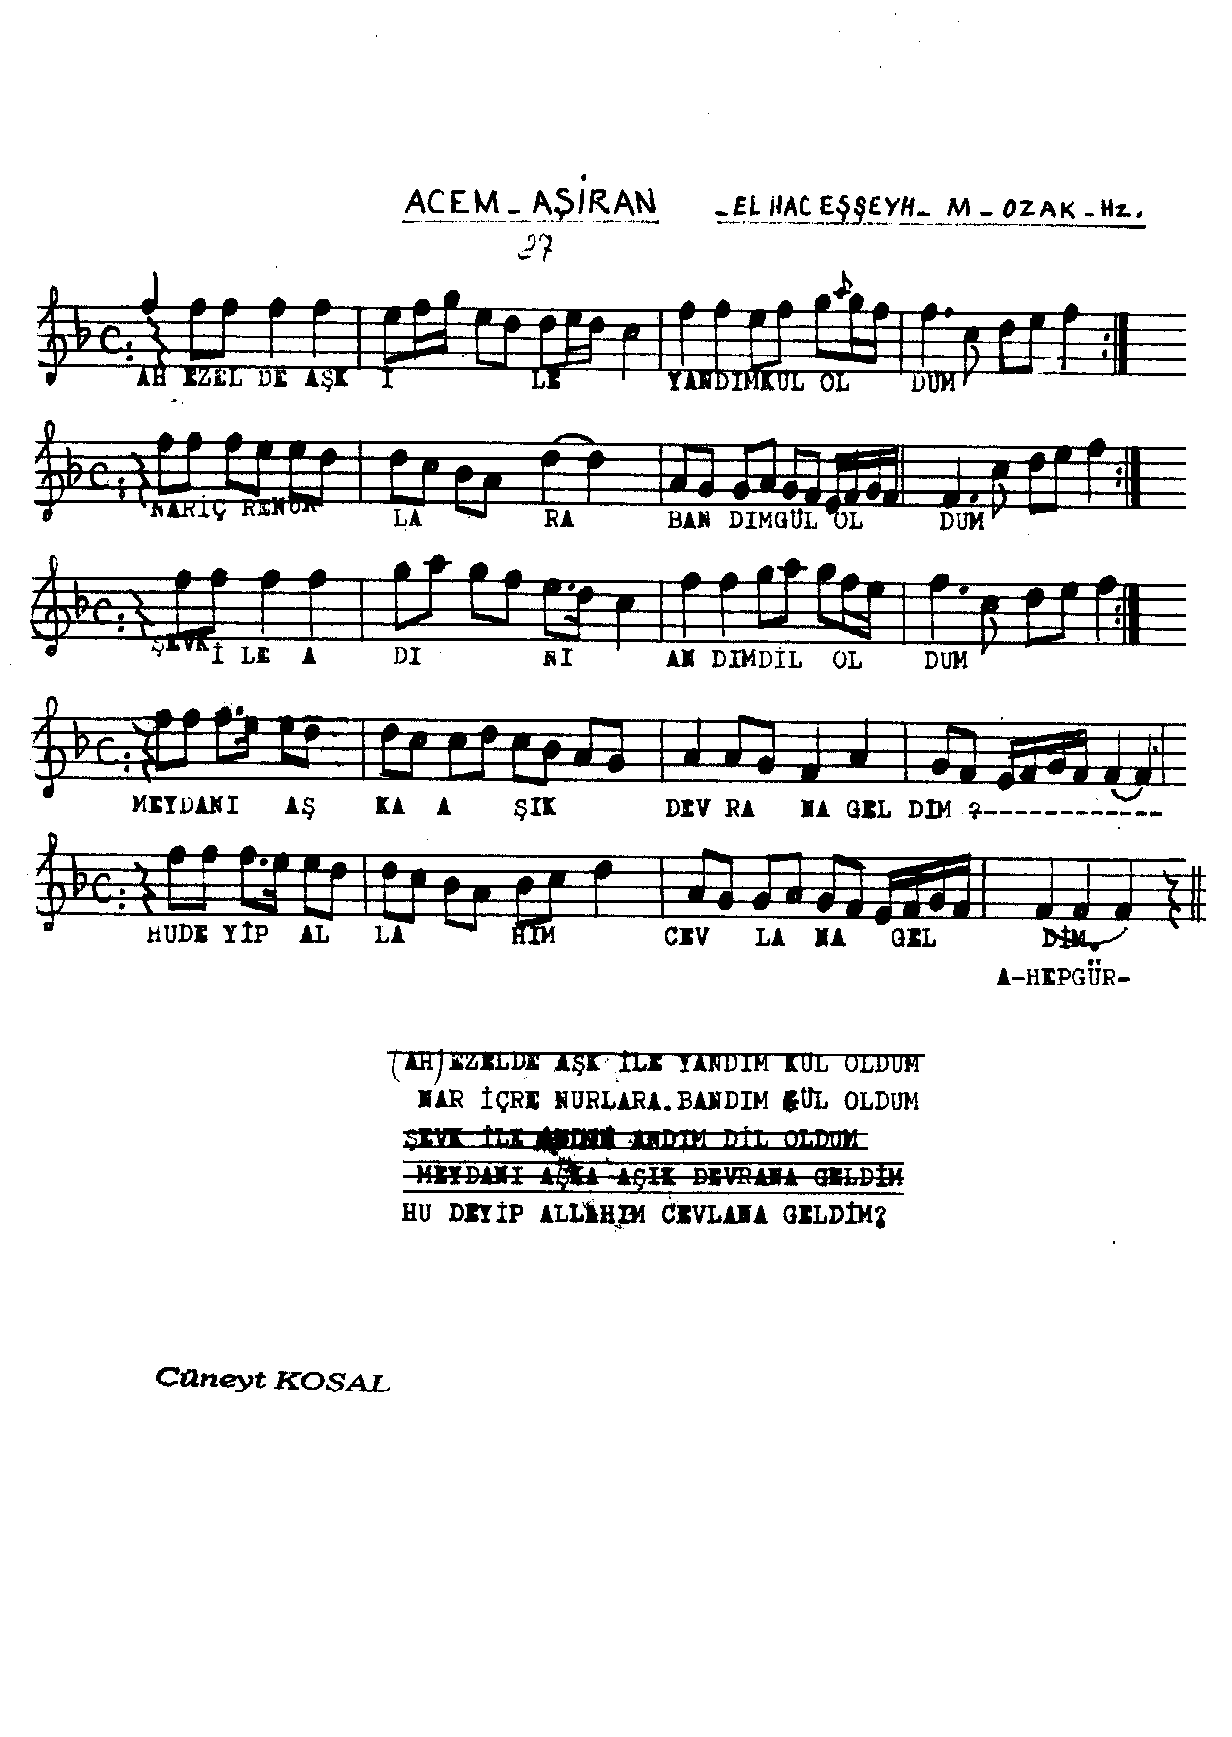 ACEM - AŞİRAN - EL HAC EŞŞEYH - M - OZAK - Hz.
37
AH EZEL DE AŞK İ LE YANDIMKUL OL DUM
NARİÇ RENUR LA RA BAN DIMGÜL OL DUM
ŞEVK İ LE A DI NI AN DIMDİL OL DUM
MEYDANI AŞ KA A ŞIK DEV RA NA GEL DIM ?------------
HUDE YİP AL LA HIM CEV LA NA GEL DİM.
A-HEPGÜR-
(AH) EZELDE AŞK İLE YANDIM KUL OLDUM
NAR İÇRE NURLARA.BANDIM GÜL OLDUM
ŞEVK İLE ANDIM DİL OLDUM
MEYDANI AŞKA AŞIK DEVRANA GELDİM
HU DEYİP ALLAHIM CEVLANA GELDİM?
Cüneyt KOSAL